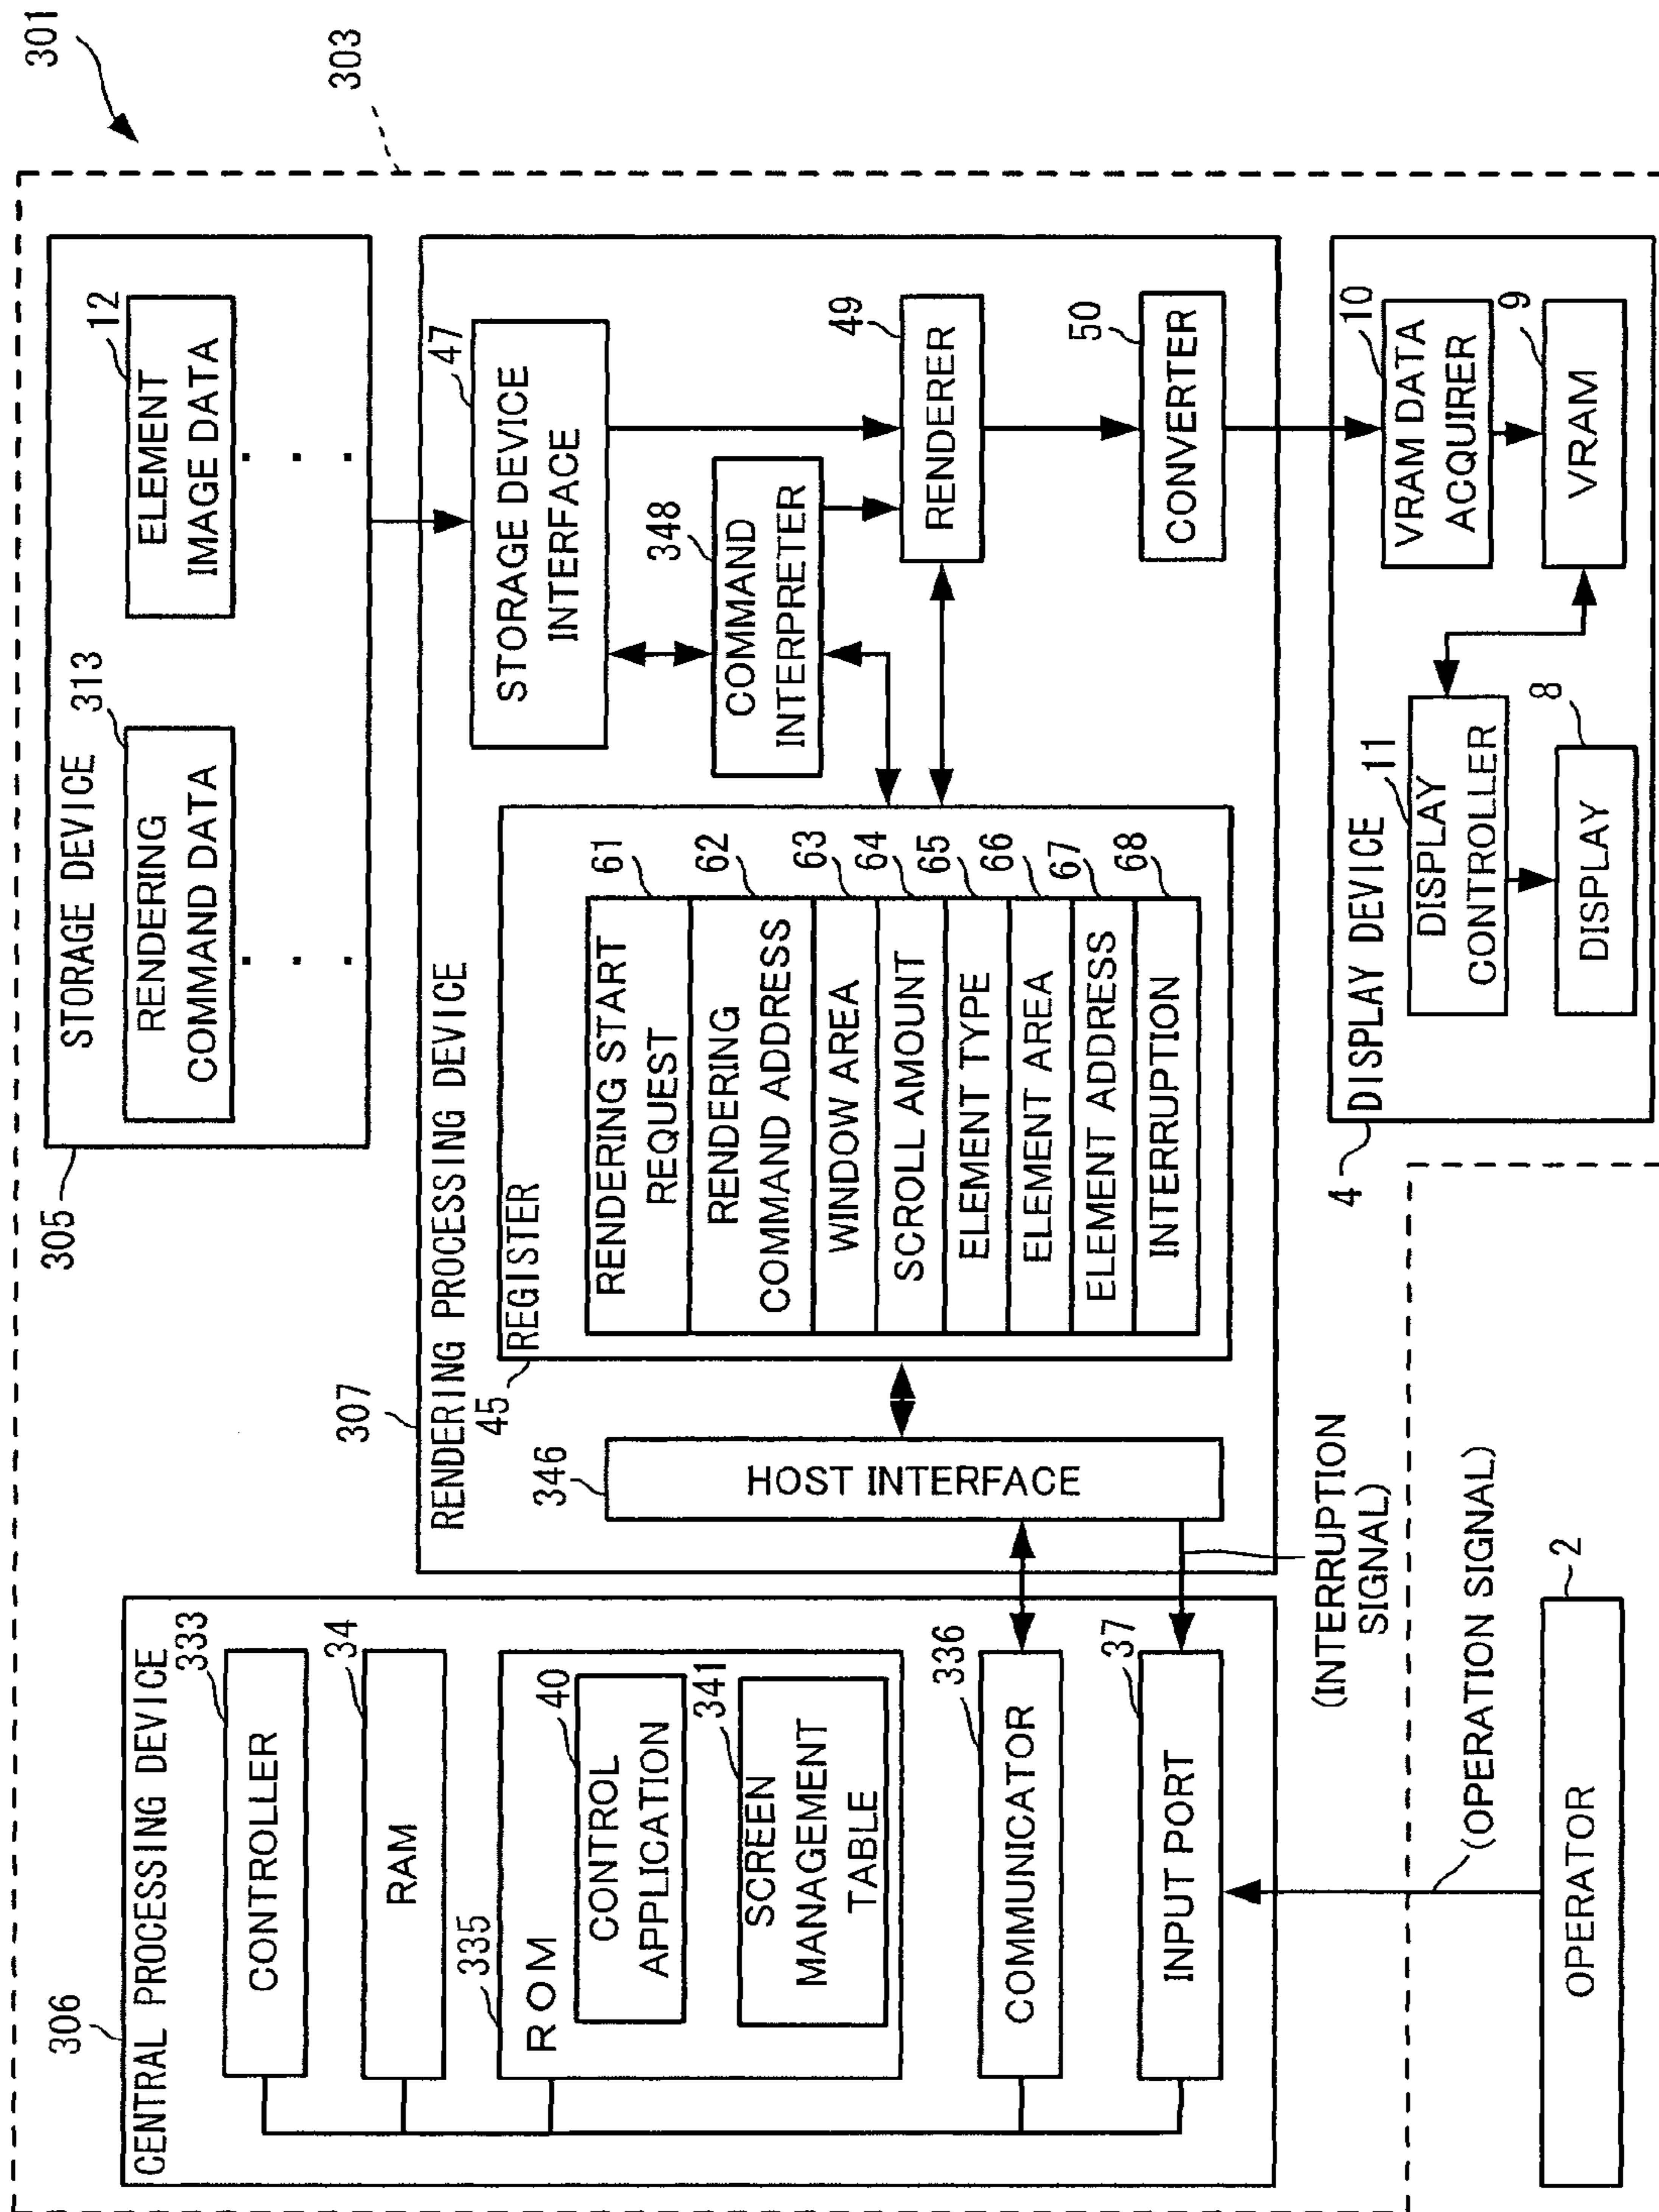 301
303
306
CENTRAL PROCESSING DEVICE
333
CONTROLLER
34
RAM
335
ROM
40
CONTROL
APPLICATION
341
SCREEN
MANAGEMENT
TABLE
336
COMMUNICATOR
37
INPUT PORT
(INTERRUPTION
SIGNAL)
(OPERATION SIGNAL)
2
OPERATOR
305
STORAGE DEVICE
313
RENDERING
COMMAND DATA
. . .
12
ELEMENT
IMAGE DATA
. . .
307
RENDERING PROCESSING DEVICE
346
HOST INTERFACE
45
REGISTER
RENDERING START
REQUEST
61
RENDERING
COMMAND ADDRESS
62
WINDOW AREA
63
SCROLL AMOUNT
64
ELEMENT TYPE
65
ELEMENT AREA
66
ELEMENT ADDRESS
67
INTERRUPTION
68
47
STORAGE DEVICE
INTERFACE
348
COMMAND
INTERPRETER
49
RENDERER
50
CONVERTER
4
DISPLAY DEVICE
11
DISPLAY
CONTROLLER
8
DISPLAY
10
VRAM DATA
ACQUIRER
9
VRAM